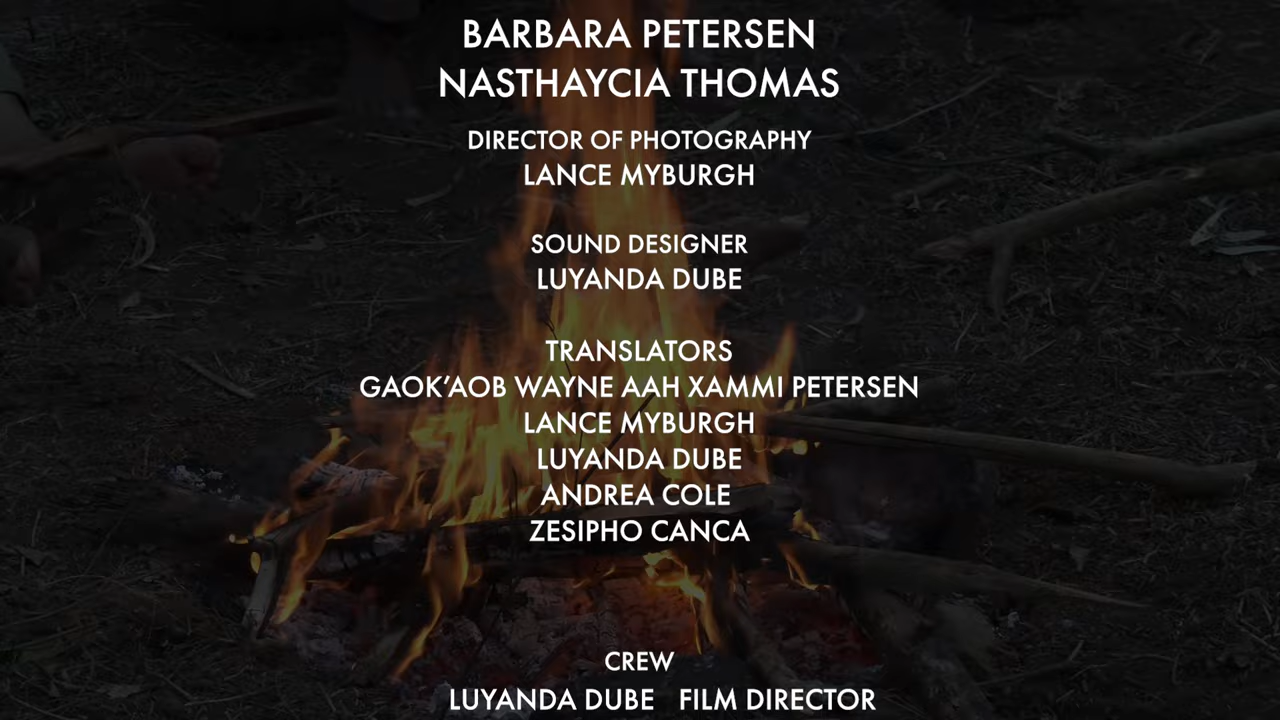 BARBARA PETERSEN
NASTHAYCIA THOMAS
DIRECTOR OF PHOTOGRAPHY
LANCE MYBURGH
SOUND DESIGNER
LUYANDA DUBE
TRANSLATORS
GAOK'AOB WAYNE AAH XAMMI PETERSEN
LANCE MYBURGH
LUYANDA DUBE
ANDREA COLE
ZESIPHO CANCA
CREW
LUYANDA DUBE FILM DIRECTOR